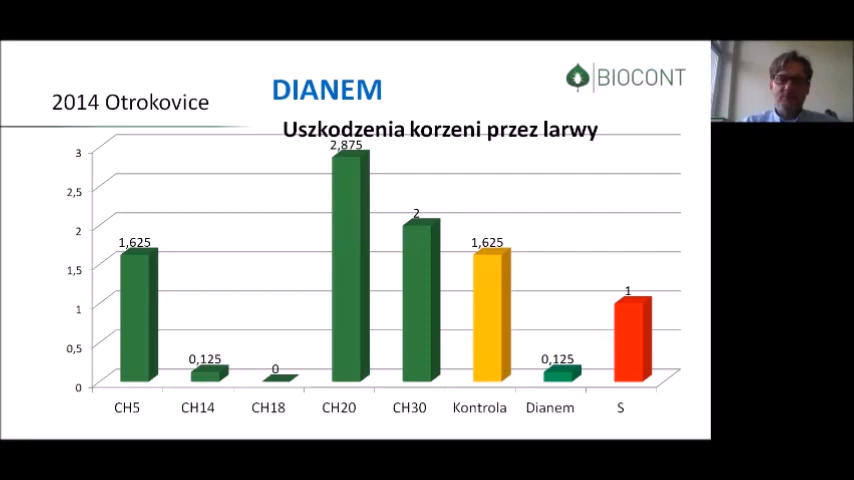 2014 Otrokovice
DIANEM
BIOCONT
Uszkodzenia korzeni przez larwy
3
2,5
2
1,5
1
0,5
0
1,625
0,125
0
2,875
2
1,625
0,125
1
CH5
CH14
CH18
CH20
CH30
Kontrola
Dianem
S